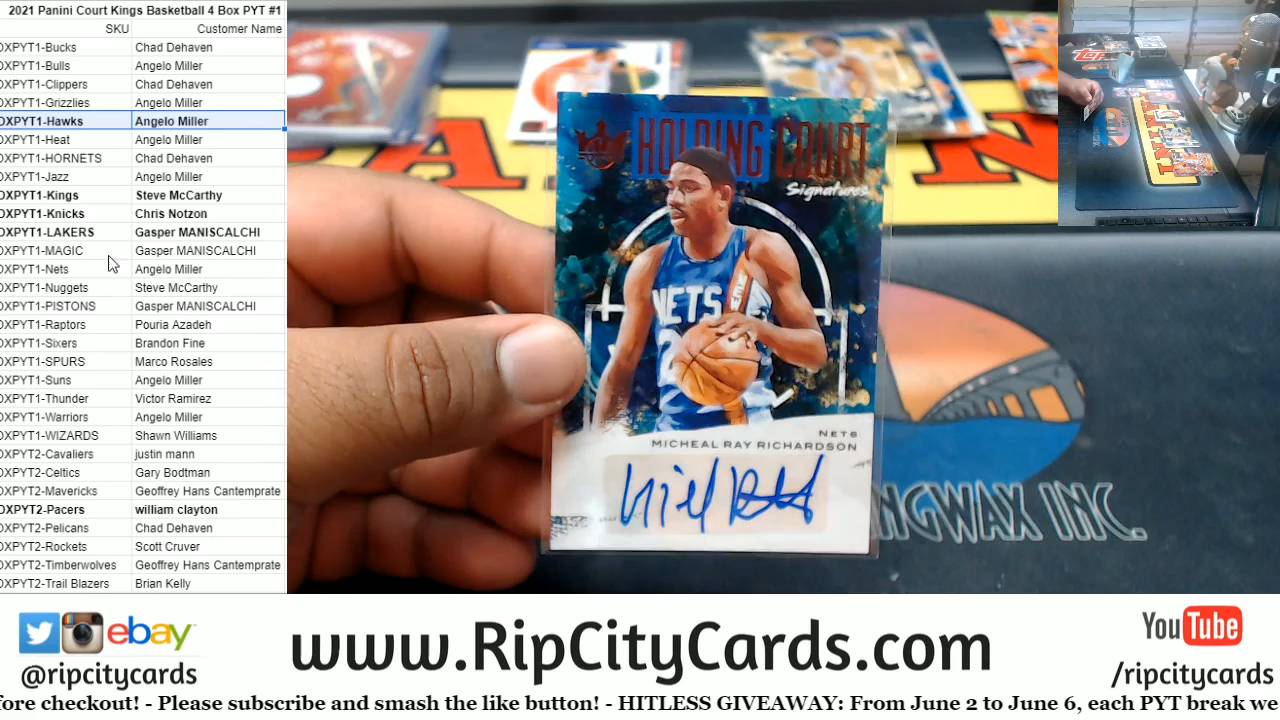 2021 Panini Court Kings Basketball 4 Box PYT #1
SKU Customer Name
OXPYT1-Bucks Chad Dehaven
OXPYT1-Bulls Angelo Miller
OXPYT1-Clippers Chad Dehaven
OXPYT1-Grizzlies Angelo Miller
OXPYT1-Hawks Angelo Miller
OXPYT1-Heat Angelo Miller
OXPYT1-HORNETS Chad Dehaven
OXPYT1-Jazz Angelo Miller
OXPYT1-Kings Steve McCarthy
OXPYT1-Knicks Chris Notzon
OXPYT1-LAKERS Gasper MANISCALCHI
OXPYT1-MAGIC Gasper MANISCALCHI
OXPYT1-Nets Angelo Miller
OXPYT1-Nuggets Steve McCarthy
OXPYT1-PISTONS Gasper MANISCALCHI
OXPYT1-Raptors Pouria Azadeh
OXPYT1-Sixers Brandon Fine
OXPYT1-SPURS Marco Rosales
OXPYT1-Suns Angelo Miller
OXPYT1-Thunder Victor Ramirez
OXPYT1-Warriors Angelo Miller
OXPYT1-WIZARDS Shawn Williams
OXPYT2-Cavaliers justin mann
OXPYT2-Celtics Gary Bodtman
OXPYT2-Mavericks Geoffrey Hans Cantemprate
OXPYT2-Pacers william clayton
OXPYT2-Pelicans Chad Dehaven
OXPYT2-Rockets Scott Cruver
OXPYT2-Timberwolves Geoffrey Hans Cantemprate
OXPYT2-Trail Blazers Brian Kelly
HOLDING COURT
Signatures
NETS
NETS
MICHEAL RAY RICHARDSON
NGWAX INC.
ebay
@ripcitycards
www.RipCityCards.com
YouTube
/ripcitycards
fore checkout! - Please subscribe and smash the like button! - HITLESS GIVEAWAY: From June 2 to June 6, each PYT break we